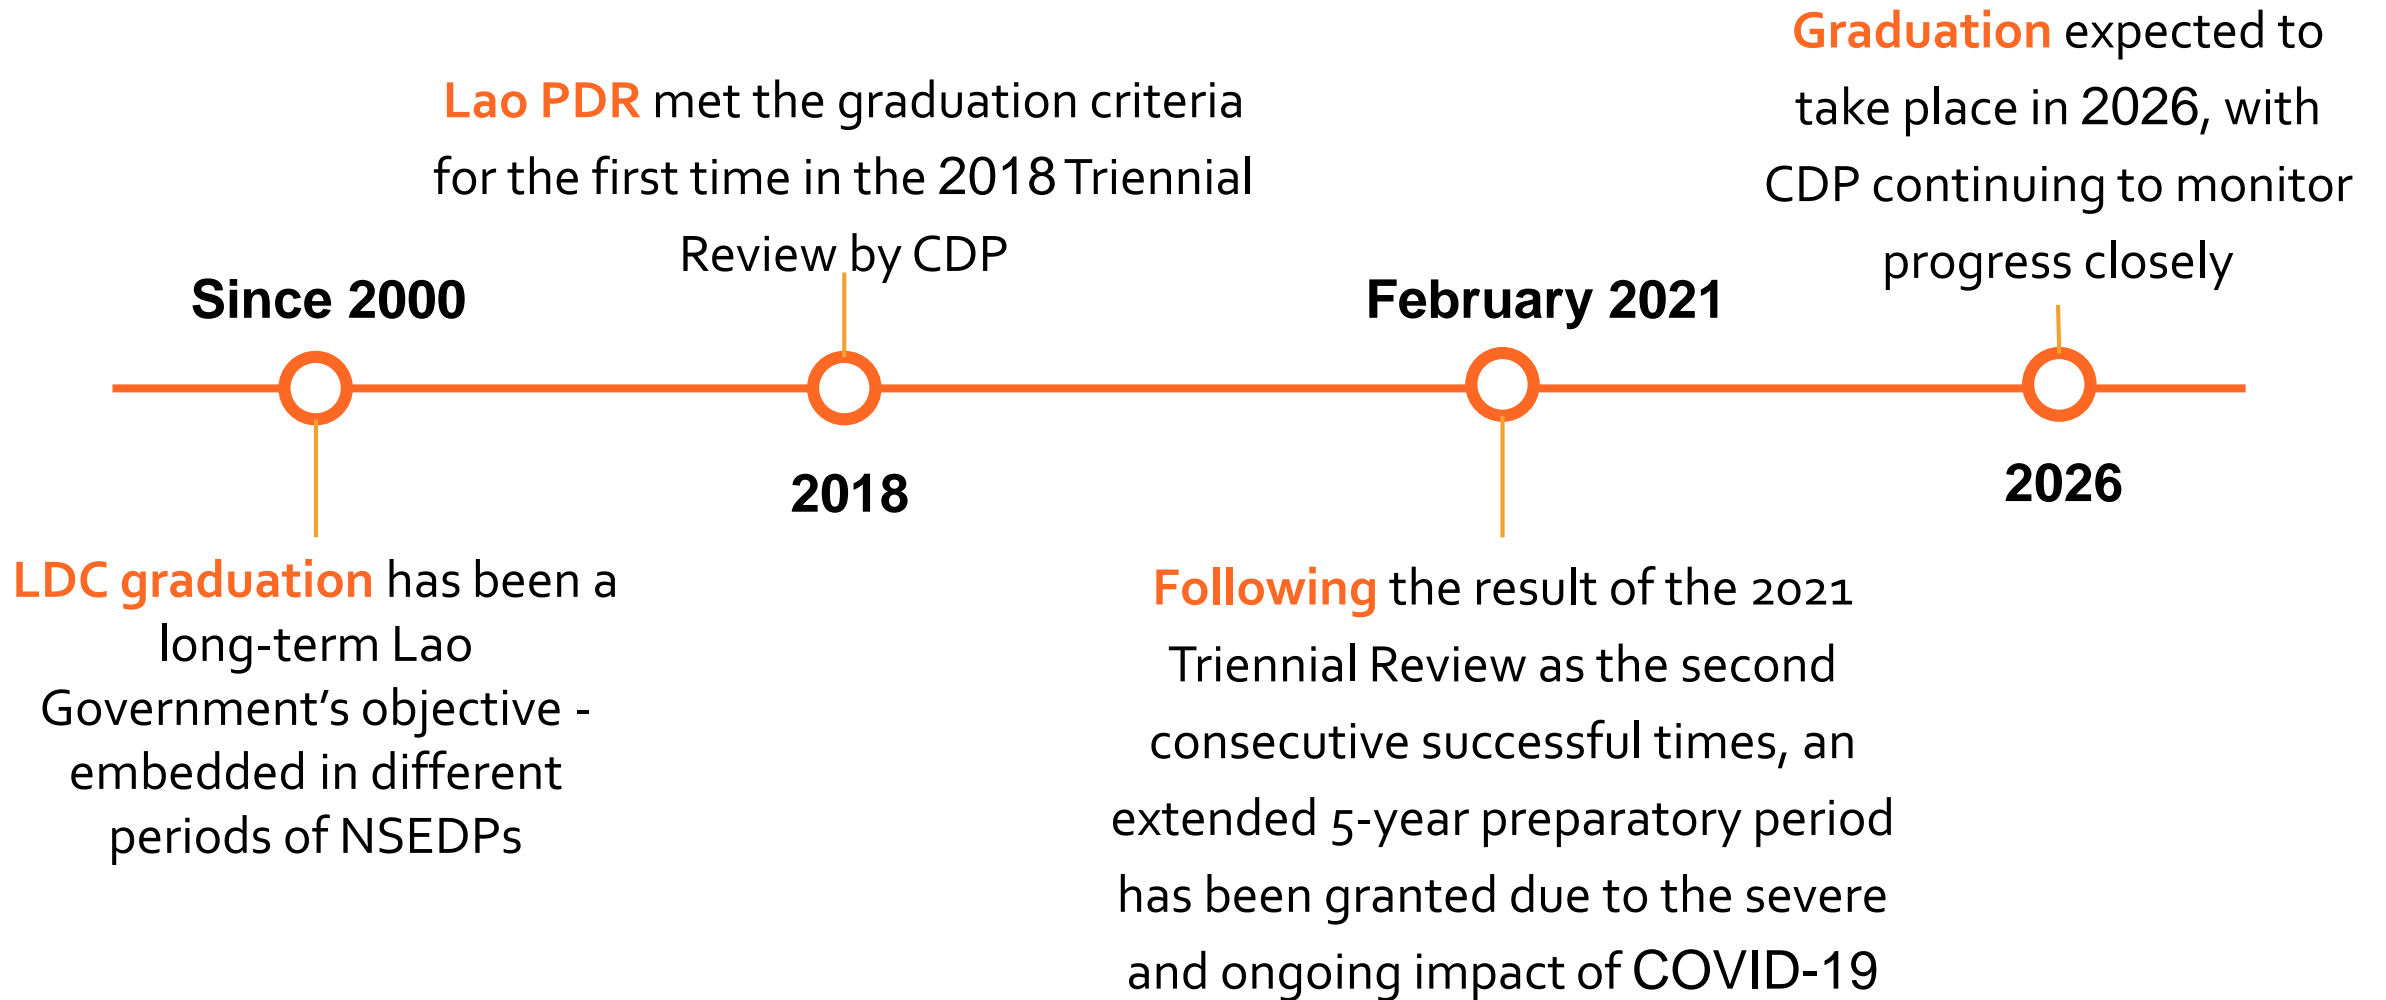 Since 2000
LDC graduation has been a
long-term Lao
Government’s objective -
embedded in different
periods of NSEDPs
Lao PDR met the graduation criteria
for the first time in the 2018 Triennial
Review by CDP
2018
February 2021
Following the result of the 2021
Triennial Review as the second
consecutive successful times, an
extended 5-year preparatory period
has been granted due to the severe
and ongoing impact of COVID-19
Graduation expected to
take place in 2026, with
CDP continuing to monitor
progress closely
2026